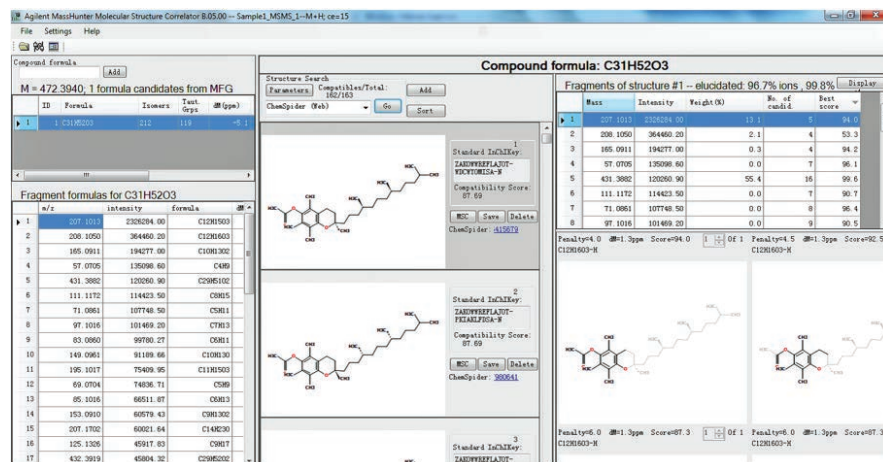 Agilent MassHunter Molecular Structure Correlator B.05.00 -- Sample1_MSMS_1--M+H; ce=15
File Settings Help
Compound formula
Add
M = 472.3940; 1 formula candidates from MFG
ID Formula Isomers Taut. Grps dM(ppm)
1 1 C31H52O3 212 119 -5.1
Fragment formulas for C31H52O3
m/z intensity formula dM
1 207.1013 2326284.00 C12H15O3
2 208.1050 364460.20 C12H16O3
3 165.0911 194277.00 C10H13O2
4 57.0705 135098.60 C4H9
5 431.3882 120260.90 C29H51O2
6 111.1172 114423.50 C8H15
7 71.0861 107748.50 C5H11
8 97.1016 101469.20 C7H13
9 83.0860 99780.27 C6H11
10 149.0961 91189.66 C10H13O
11 195.1017 75409.95 C11H15O3
12 69.0704 74836.71 C5H9
13 85.1016 66511.87 C6H13
14 153.0910 60579.43 C9H13O2
15 207.1702 60021.64 C14H23O
16 125.1326 45917.83 C9H17
17 432.3919 45804.32 C29H52O2
Compound formula: C31H52O3
Structure Search
Parameters Compatibles/Total: 162/163 Add
ChemSpider (Web) Go Sort
1
Standard InChIKey:
Compatibility Score:
87.69
MSC Save Delete
ChemSpider: 415879
2
Standard InChIKey:
Compatibility Score:
87.69
MSC Save Delete
ChemSpider: 980641
3
Standard InChIKey:
Fragments of structure #1 -- elucidated: 96.7% ions , 99.8% Display
Mass Intensity Weight(%) No. of candid. Best score
1 207.1013 2326284.00 13.1 5 94.0
2 208.1050 364460.20 2.1 4 53.3
3 165.0911 194277.00 0.3 4 94.2
4 57.0705 135098.60 0.0 7 96.1
5 431.3882 120260.90 55.4 16 99.6
6 111.1172 114423.50 0.0 7 90.7
7 71.0861 107748.50 0.0 8 96.4
8 97.1016 101469.20 0.0 9 90.5
Penalty=4.0 dM=1.3ppm Score=94.0 1 Of 1 Penalty=4.5 dM=1.3ppm Score=92.5
C12H16O3-H C12H16O3-H
Penalty=6.0 dM=1.3ppm Score=87.3 1 Of 1 Penalty=6.0 dM=1.3ppm Score=87.3
C12H16O3-H C12H16O3-H